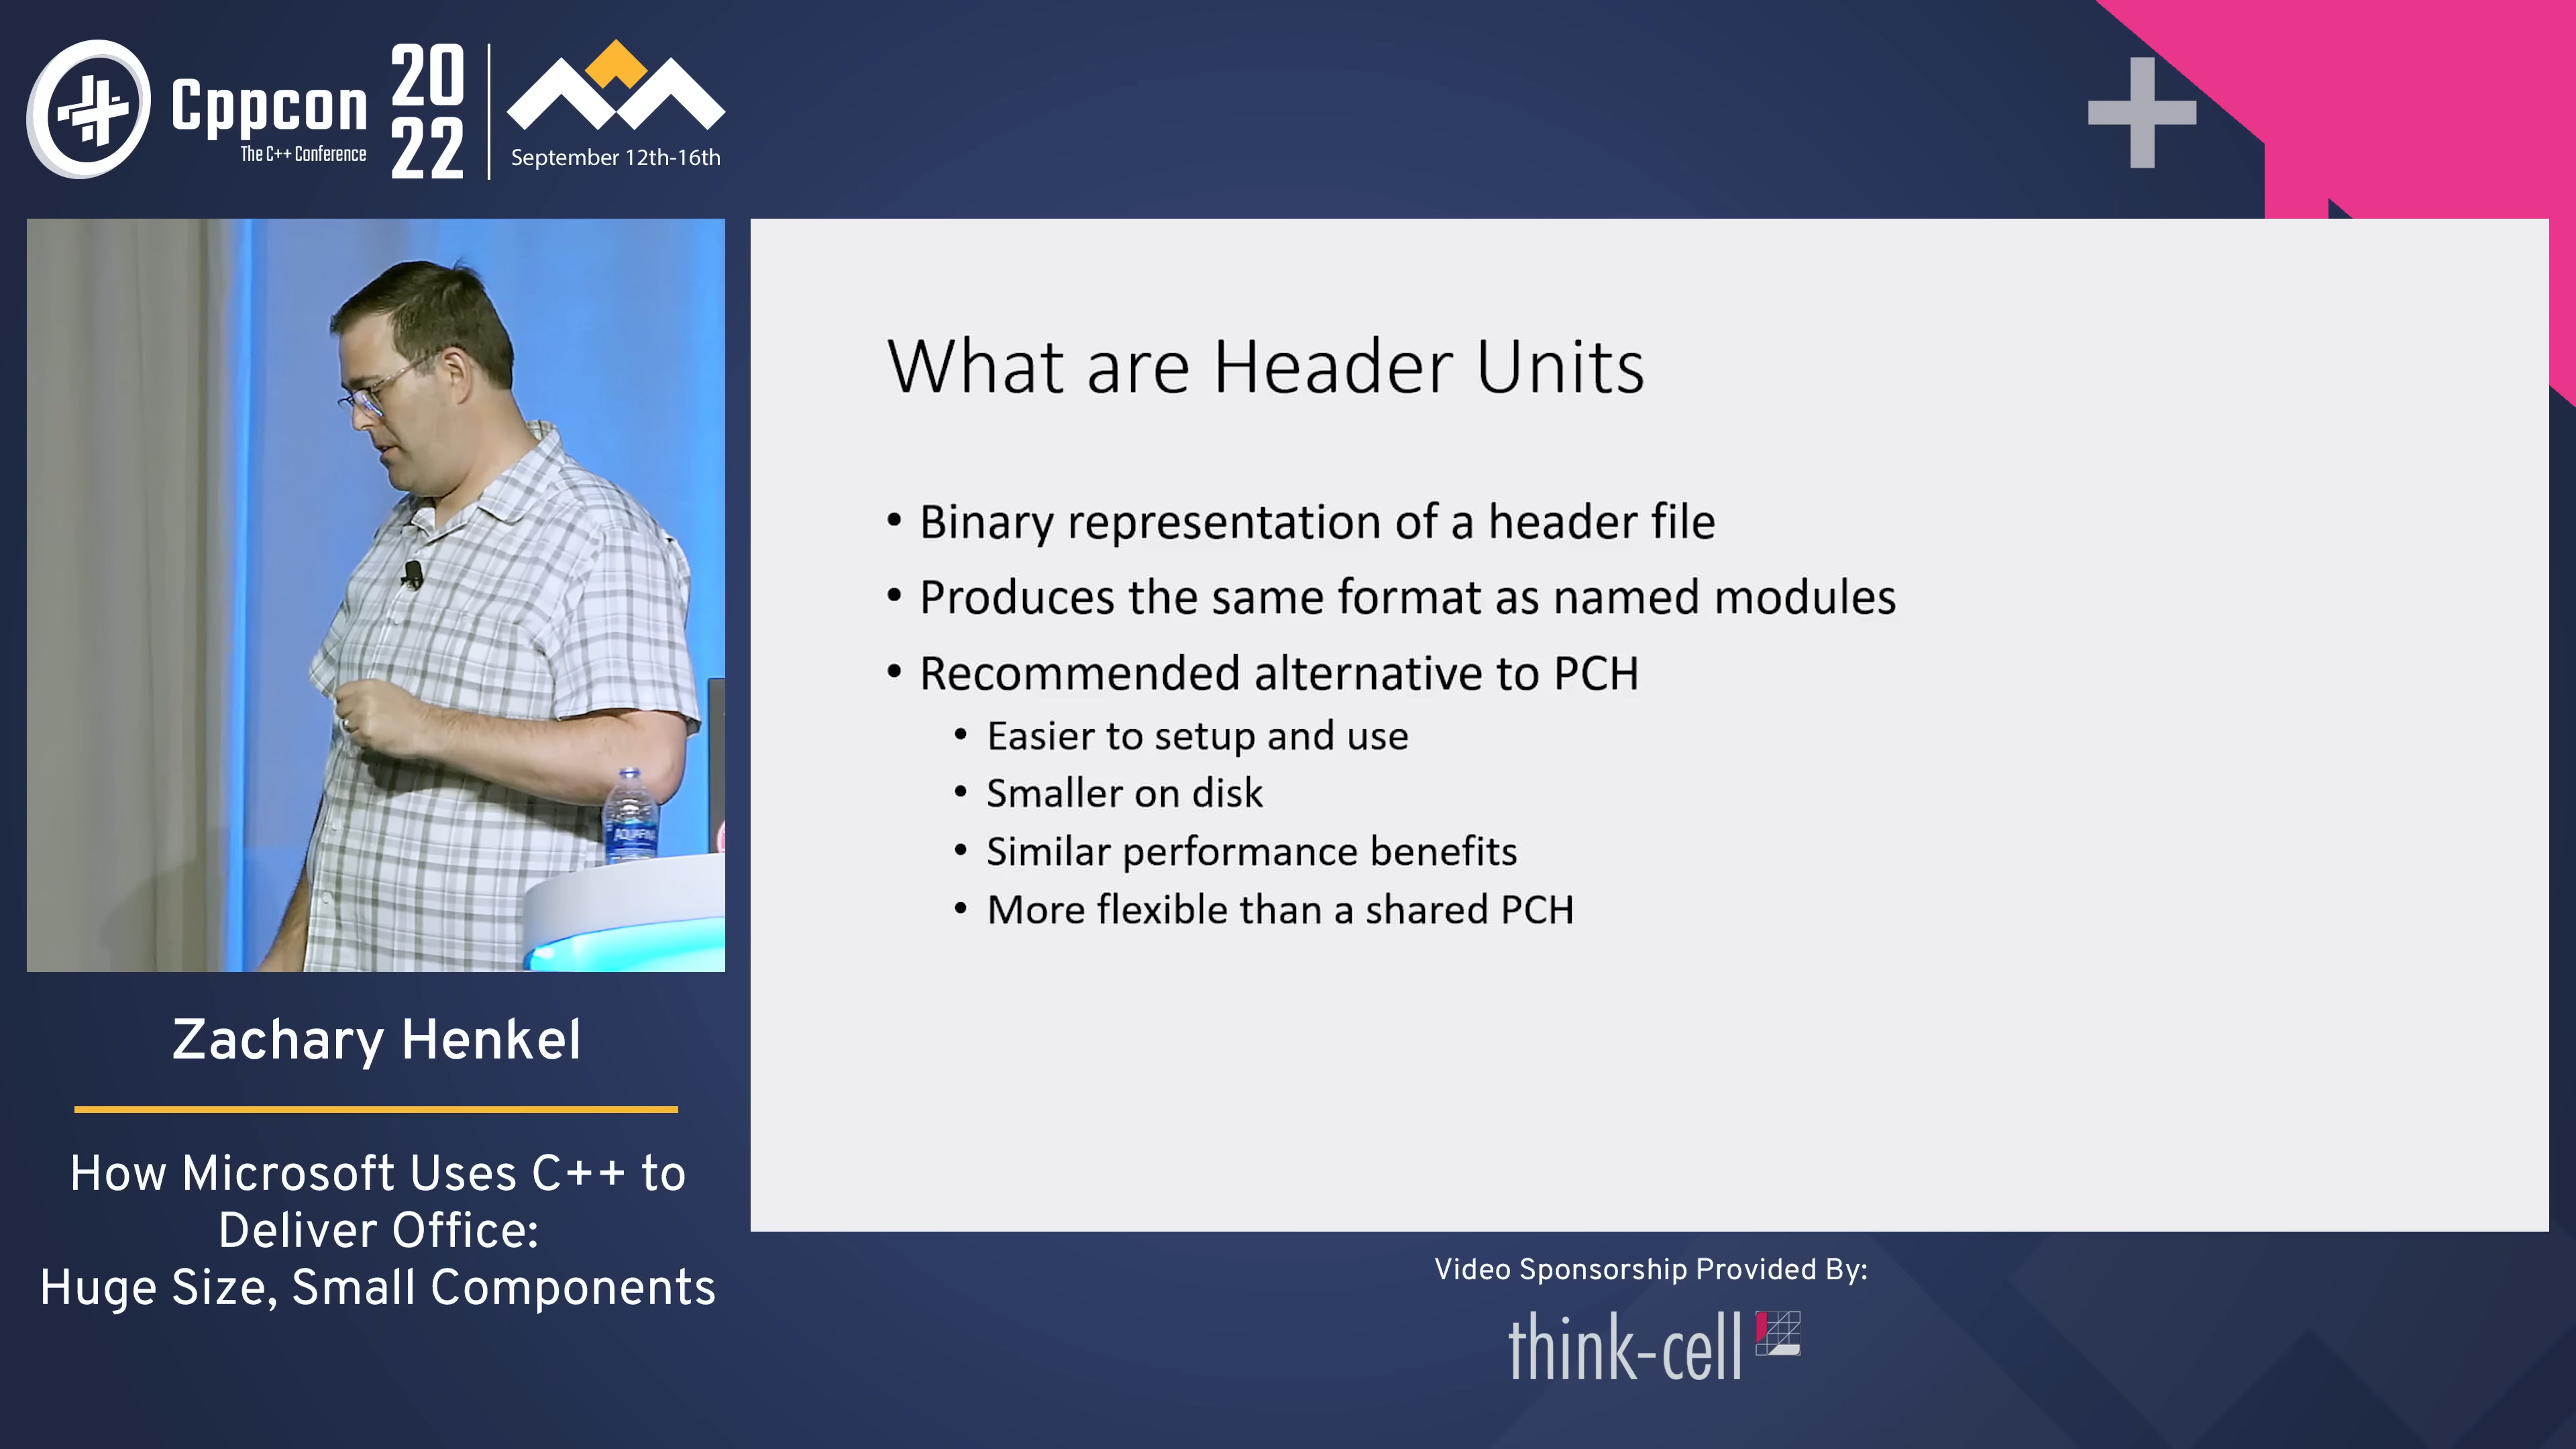 Cppcon
The C++ Conference
20
22
September 12th-16th
What are Header Units
• Binary representation of a header file
• Produces the same format as named modules
• Recommended alternative to PCH
• Easier to setup and use
• Smaller on disk
• Similar performance benefits
• More flexible than a shared PCH
AQUAFINA
Zachary Henkel
How Microsoft Uses C++ to
Deliver Office:
Huge Size, Small Components
Video Sponsorship Provided By:
think-cell